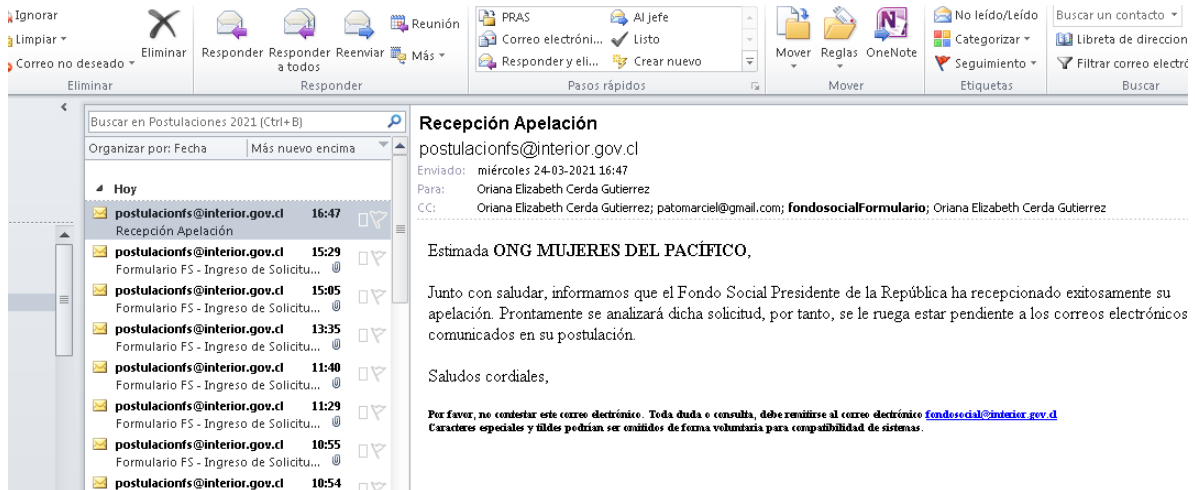 Ignorar
Limpiar
Correo no deseado
Eliminar
Eliminar
Responder
Responder a todos
Reenviar
Reunión
Más
Responder
PRAS
Correo electróni...
Responder y eli...
Al jefe
Listo
Crear nuevo
Pasos rápidos
Mover
Reglas
OneNote
Mover
No leído/Leído
Categorizar
Seguimiento
Etiquetas
Buscar un contacto
Libreta de direccion
Filtrar correo electró
Buscar
Buscar en Postulaciones 2021 (Ctrl+B)
Organizar por: Fecha Más nuevo encima
Hoy
postulacionfs@interior.gov.cl 16:47
Recepción Apelación
postulacionfs@interior.gov.cl 15:29
Formulario FS - Ingreso de Solicitu...
postulacionfs@interior.gov.cl 15:05
Formulario FS - Ingreso de Solicitu...
postulacionfs@interior.gov.cl 13:35
Formulario FS - Ingreso de Solicitu...
postulacionfs@interior.gov.cl 11:40
Formulario FS - Ingreso de Solicitu...
postulacionfs@interior.gov.cl 11:29
Formulario FS - Ingreso de Solicitu...
postulacionfs@interior.gov.cl 10:55
Formulario FS - Ingreso de Solicitu...
postulacionfs@interior.gov.cl 10:54
Recepción Apelación
postulacionfs@interior.gov.cl
Enviado: miércoles 24-03-2021 16:47
Para: Oriana Elizabeth Cerda Gutierrez
CC: Oriana Elizabeth Cerda Gutierrez; patomarciel@gmail.com; fondosocialFormulario; Oriana Elizabeth Cerda Gutierrez
Estimada ONG MUJERES DEL PACÍFICO,
Junto con saludar, informamos que el Fondo Social Presidente de la República ha recepcionado exitosamente su
apelación. Prontamente se analizará dicha solicitud, por tanto, se le ruega estar pendiente a los correos electrónicos
comunicados en su postulación.
Saludos cordiales,
Por favor, no contestar este correo electrónico. Toda duda o consulta, debe remitirse al correo electrónico fondosocial@interior.gov.cl
Caracteres especiales y tildes podrían ser omitidos de forma voluntaria para compatibilidad de sistemas.